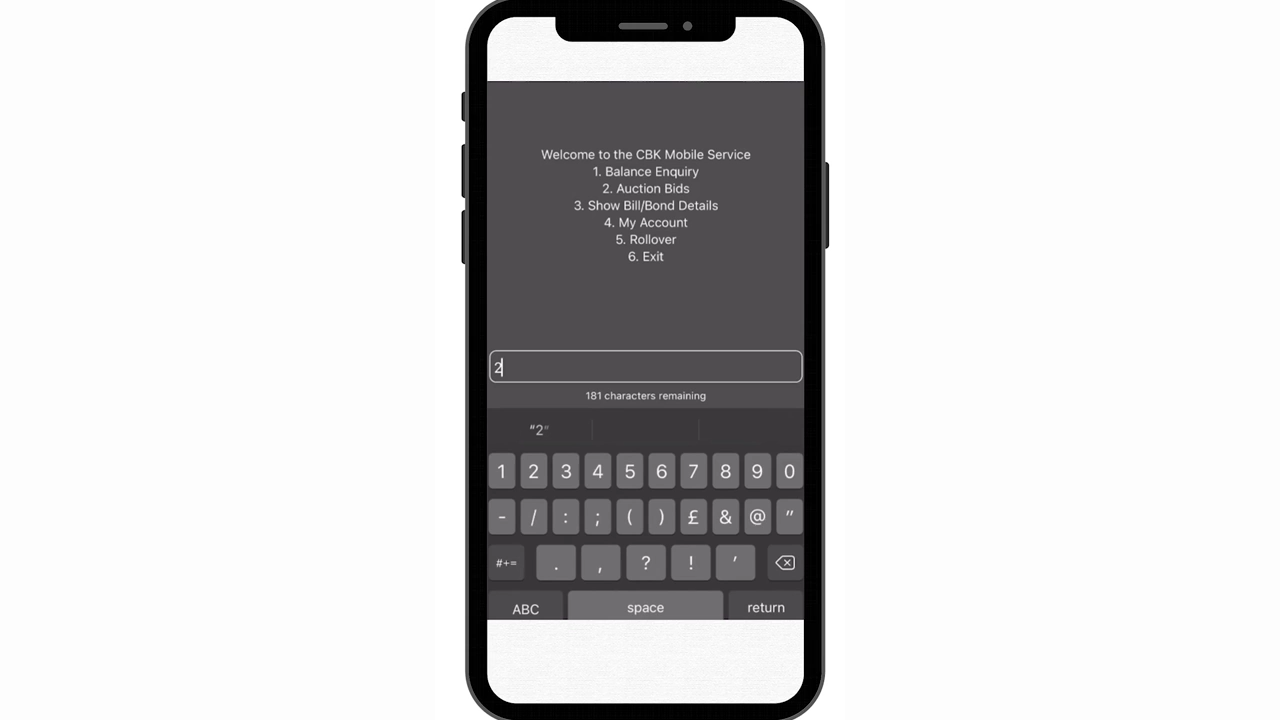 Welcome to the CBK Mobile Service
1. Balance Enquiry
2. Auction Bids
3. Show Bill/Bond Details
4. My Account
5. Rollover
6. Exit
2
181 characters remaining
"2"
1 2 3 4 5 6 7 8 9 0
- / : ; ( ) £ & @ "
#+= . , ? ! '
ABC space return